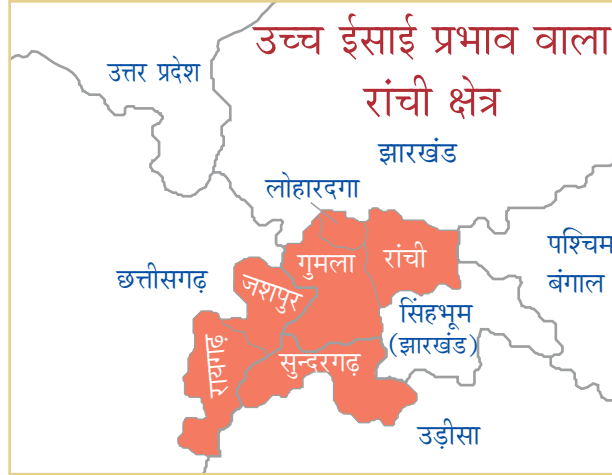 उच्च ईसाई प्रभाव वाला
रांची क्षेत्र
उत्तर प्रदेश
झारखंड
लोहारदगा
पश्चिम
बंगाल
गुमला
रांची
छत्तीसगढ़
जशपुर
सिंहभूम
(झारखंड)
रायगढ़
सुन्दरगढ़
उड़ीसा